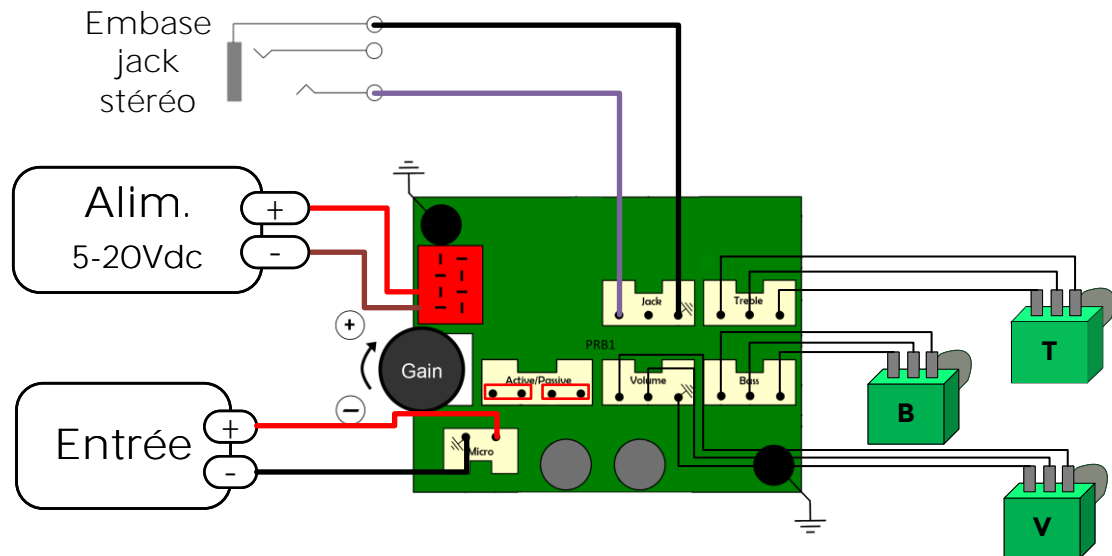 Embase
jack
stéréo
Alim.
5-20Vdc
+
-
Jack
Treble
T
PRB1
+
Gain
-
Active/Passive
Volume
Bass
B
Entrée
+
-
Micro
V